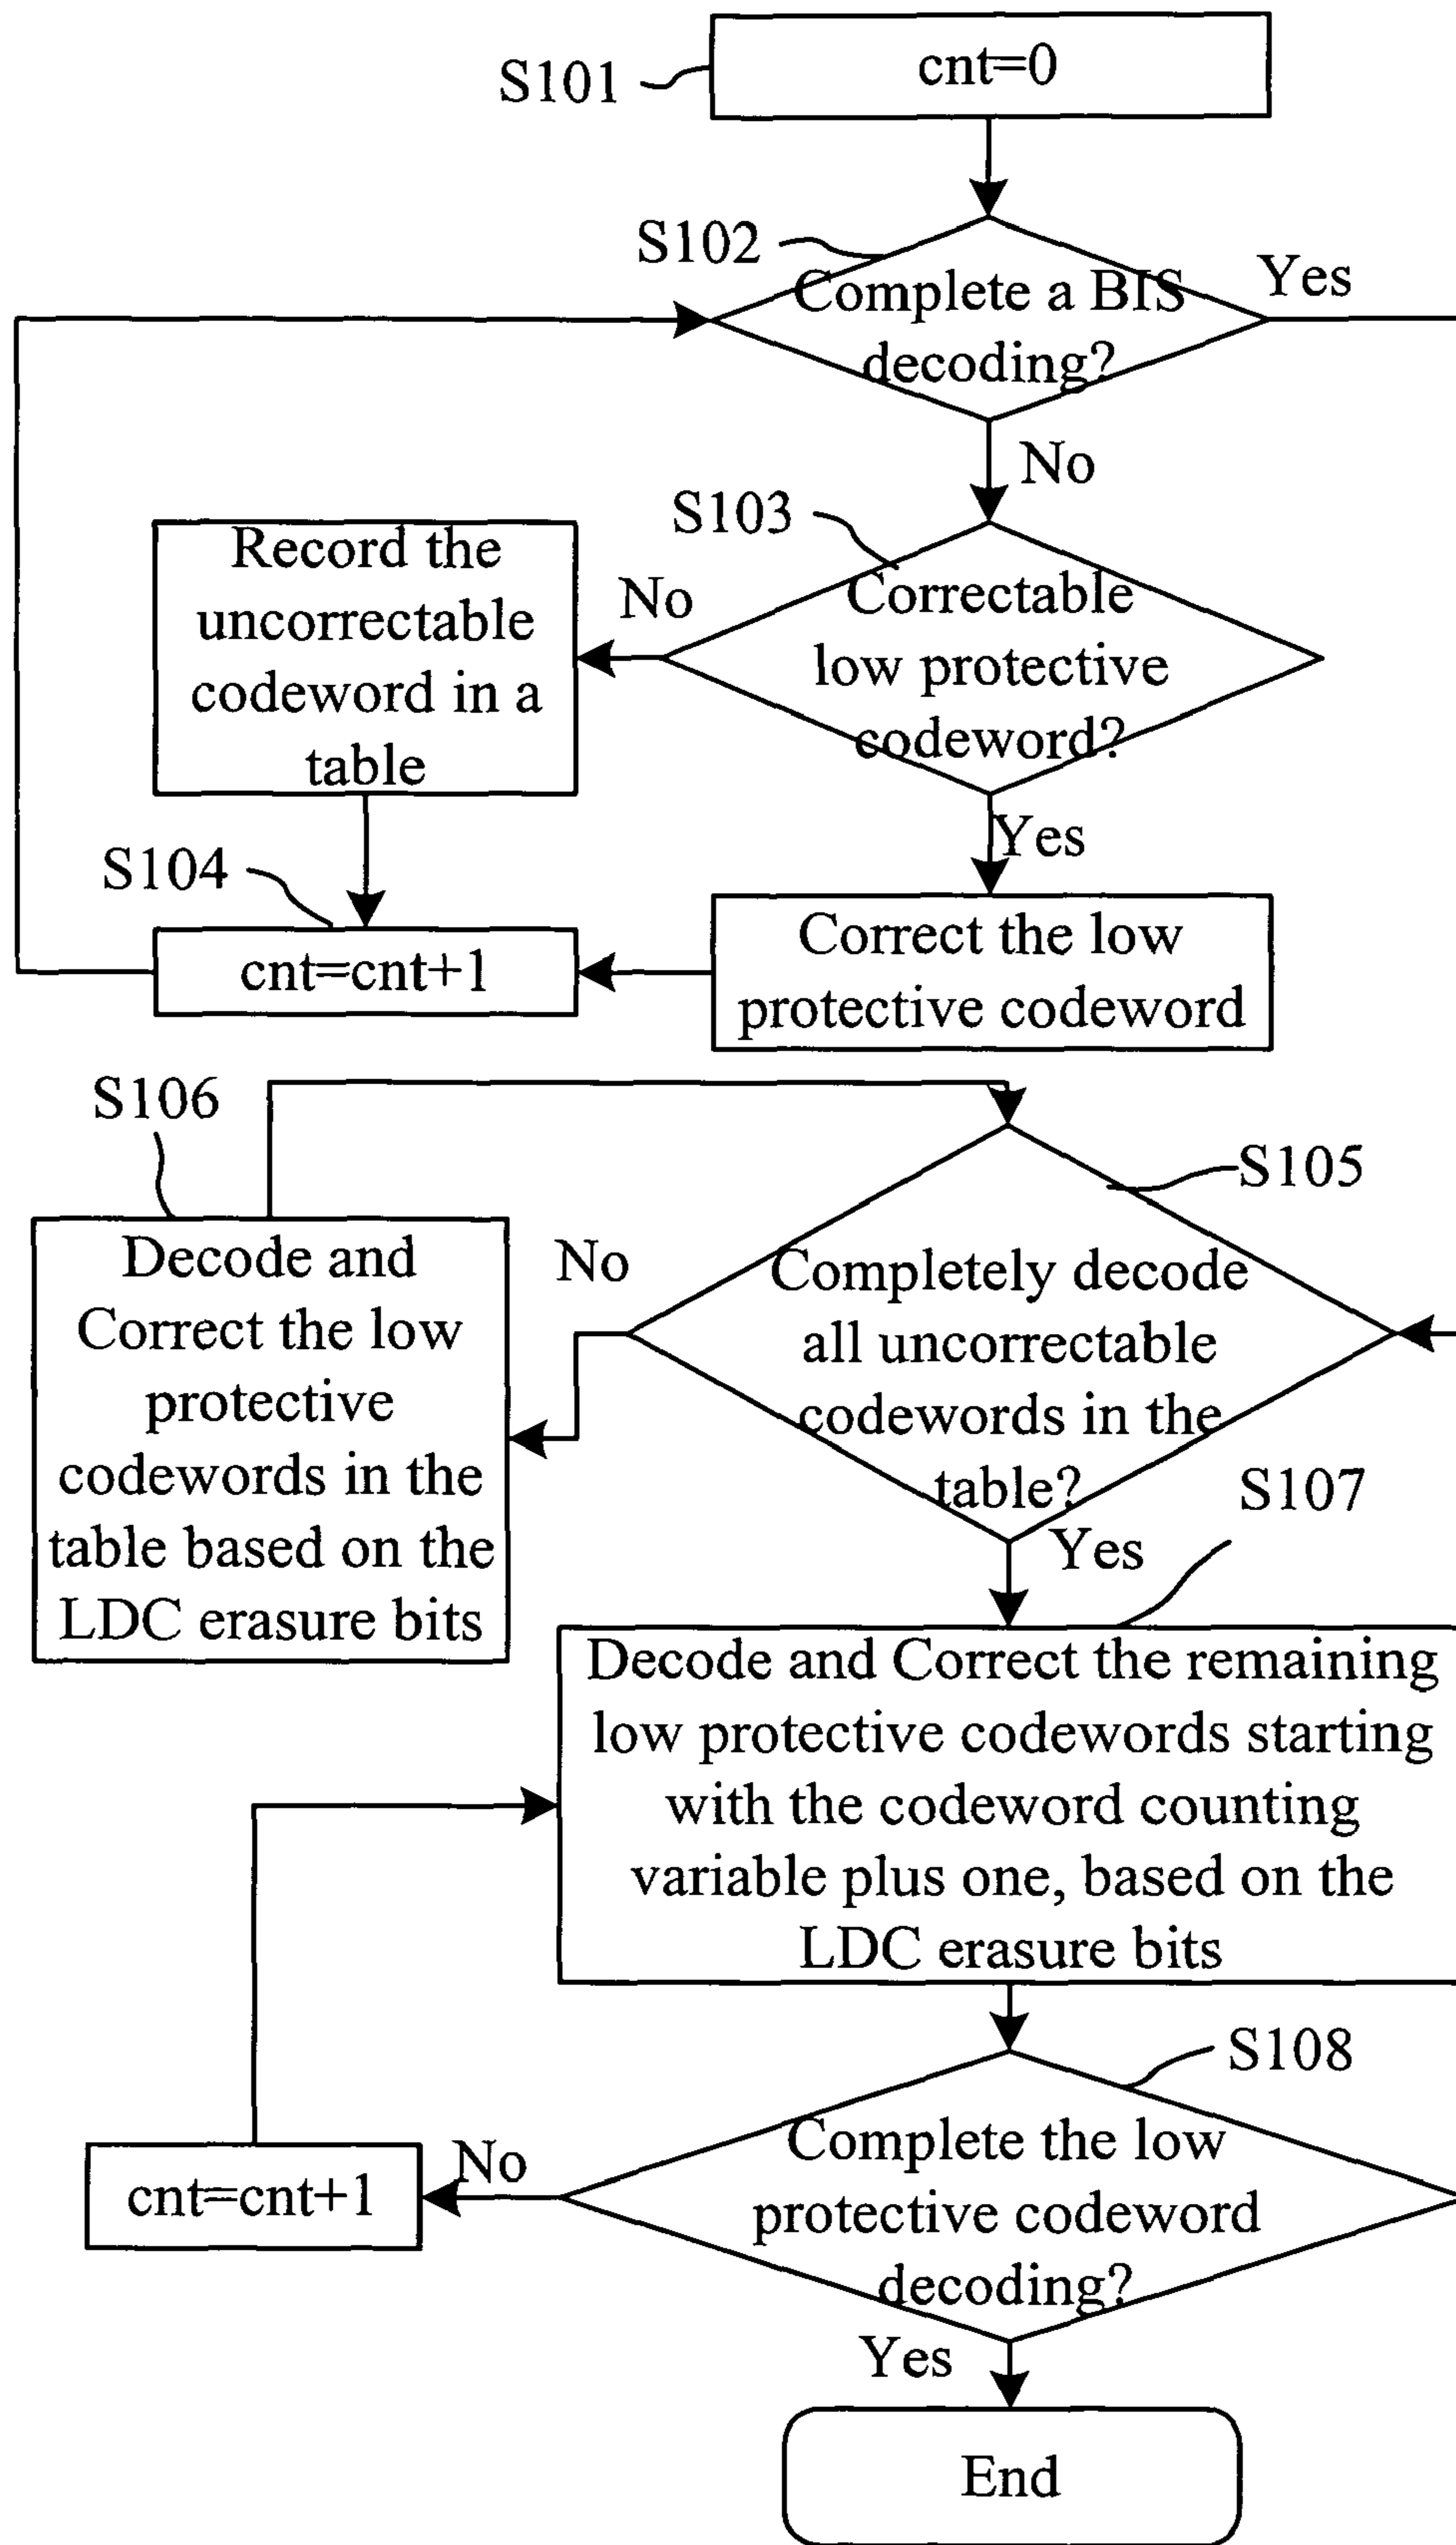 cnt=0
S101
S102
Complete a BIS
decoding?
Yes
No
S103
Correctable
low protective
codeword?
No
Record the
uncorrectable
codeword in a
table
Yes
S104
cnt=cnt+1
Correct the low
protective codeword
S106
S105
Completely decode
all uncorrectable
codewords in the
table?
No
Decode and
Correct the low
protective
codewords in the
table based on the
LDC erasure bits
S107
Yes
Decode and Correct the remaining
low protective codewords starting
with the codeword counting
variable plus one, based on the
LDC erasure bits
S108
Complete the low
protective codeword
decoding?
No
cnt=cnt+1
Yes
End